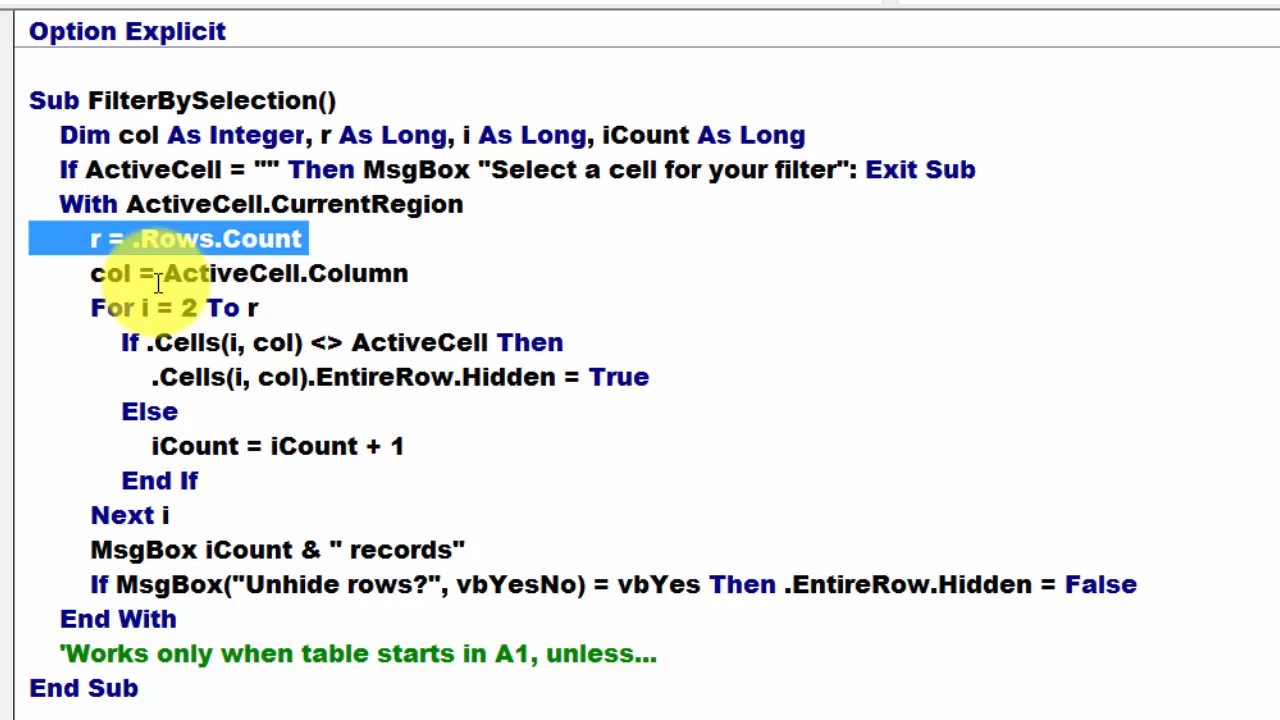 Option Explicit
Sub FilterBySelection()
Dim col As Integer, r As Long, i As Long, iCount As Long
If ActiveCell = "" Then MsgBox "Select a cell for your filter": Exit Sub
With ActiveCell.CurrentRegion
r = .Rows.Count
col = ActiveCell.Column
For i = 2 To r
If .Cells(i, col) <> ActiveCell Then
.Cells(i, col).EntireRow.Hidden = True
Else
iCount = iCount + 1
End If
Next i
MsgBox iCount & " records"
If MsgBox("Unhide rows?", vbYesNo) = vbYes Then .EntireRow.Hidden = False
End With
'Works only when table starts in A1, unless...
End Sub